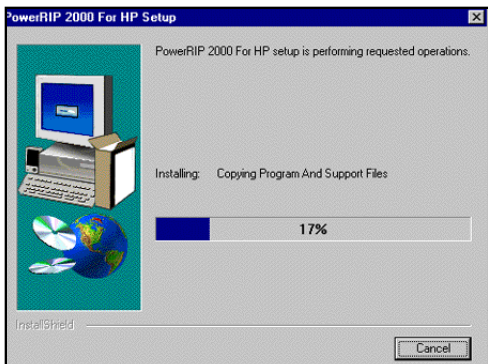 PowerRIP 2000 For HP Setup
PowerRIP 2000 For HP setup is performing requested operations.
Installing: Copying Program And Support Files
17%
InstallShield
Cancel